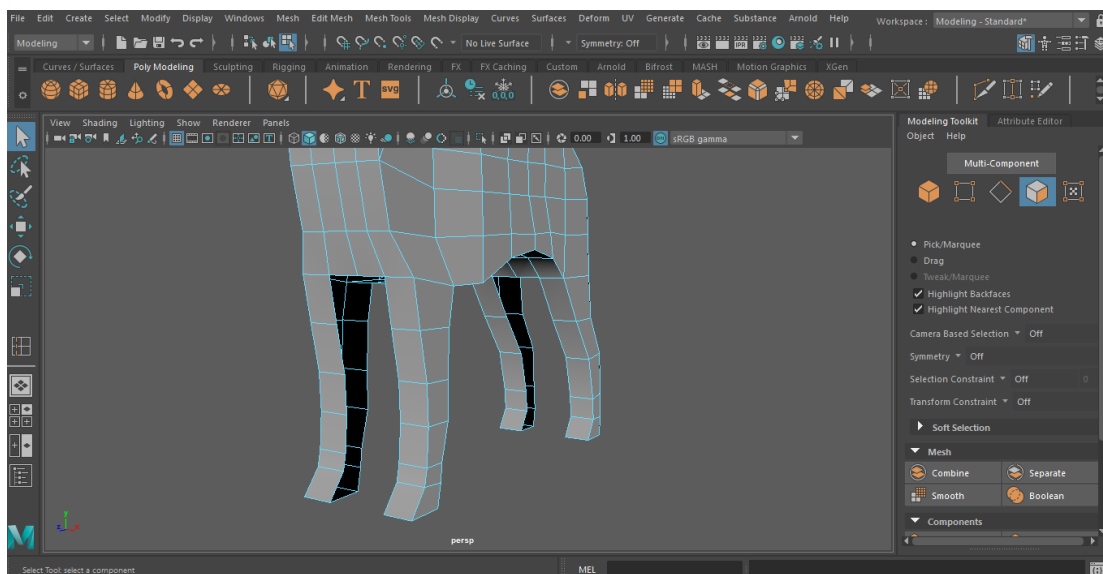 File Edit Create Select Modify Display Windows Mesh Edit Mesh Mesh Tools Mesh Display Curves Surfaces Deform UV Generate Cache Substance Arnold Help Workspace : Modeling - Standard*
Modeling No Live Surface Symmetry: Off
Curves / Surfaces Poly Modeling Sculpting Rigging Animation Rendering FX FX Caching Custom Arnold Bifrost MASH Motion Graphics XGen
T svg 0,0,0
View Shading Lighting Show Renderer Panels
0.00 1.00 sRGB gamma
Modeling Toolkit Attribute Editor
Object Help
Multi-Component
Pick/Marquee
Drag
Tweak/Marquee
Highlight Backfaces
Highlight Nearest Component
Camera Based Selection Off
Symmetry Off
Selection Constraint Off 0
Transform Constraint Off
Soft Selection
Mesh
Combine Separate
Smooth Boolean
Components
y
z x
persp
M
Select Tool: select a component MEL